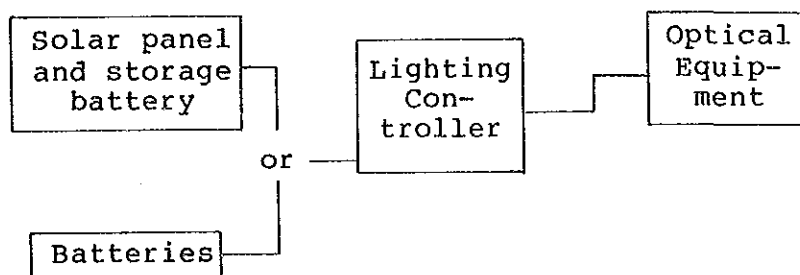 Solar panel
and storage
battery
or
Batteries
Lighting
Con-
troller
Optical
Equip-
ment